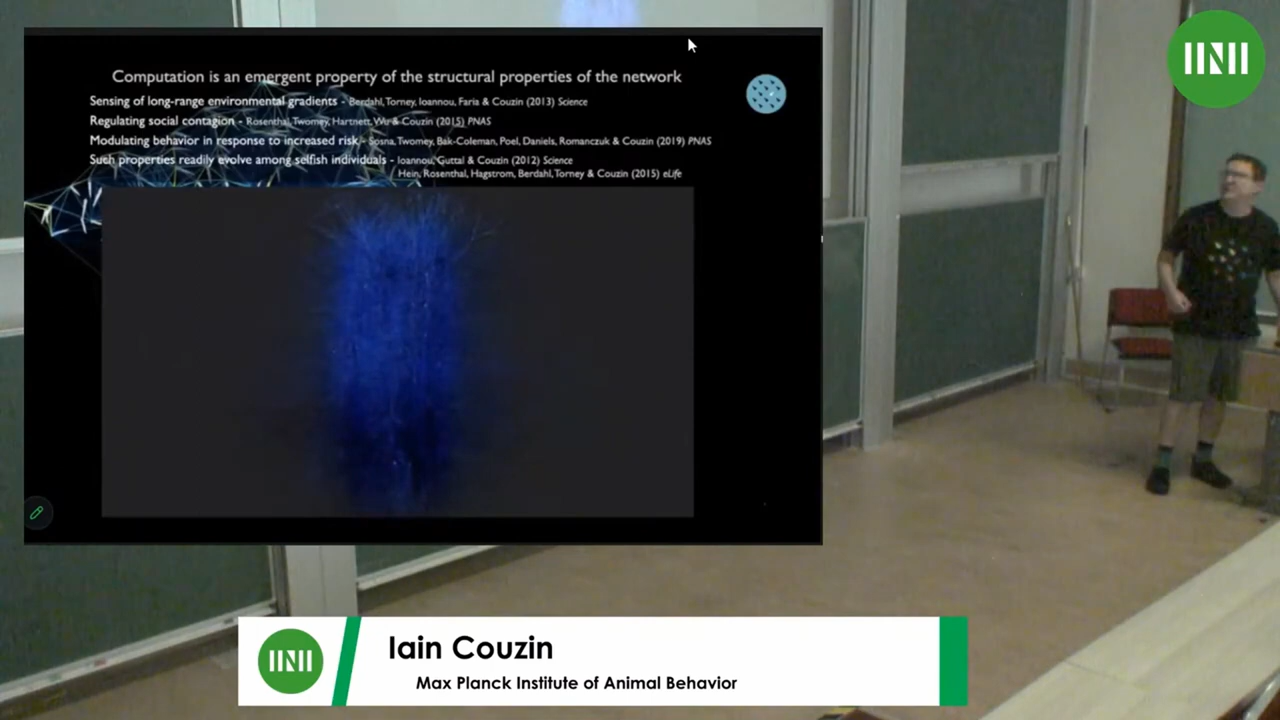 Computation is an emergent property of the structural properties of the network
Sensing of long-range environmental gradients - Berdahl, Torney, Ioannou, Faria & Couzin (2013) Science
Regulating social contagion - Rosenthal, Twomey, Hartnett, Wu & Couzin (2015) PNAS
Modulating behavior in response to increased risk - Sosna, Twomey, Bak-Coleman, Poel, Daniels, Romanczuk & Couzin (2019) PNAS
Such properties readily evolve among selfish individuals - Ioannou, Guttal & Couzin (2012) Science
Hein, Rosenthal, Hagstrom, Berdahl, Torney & Couzin (2015) eLife
Iain Couzin
Max Planck Institute of Animal Behavior